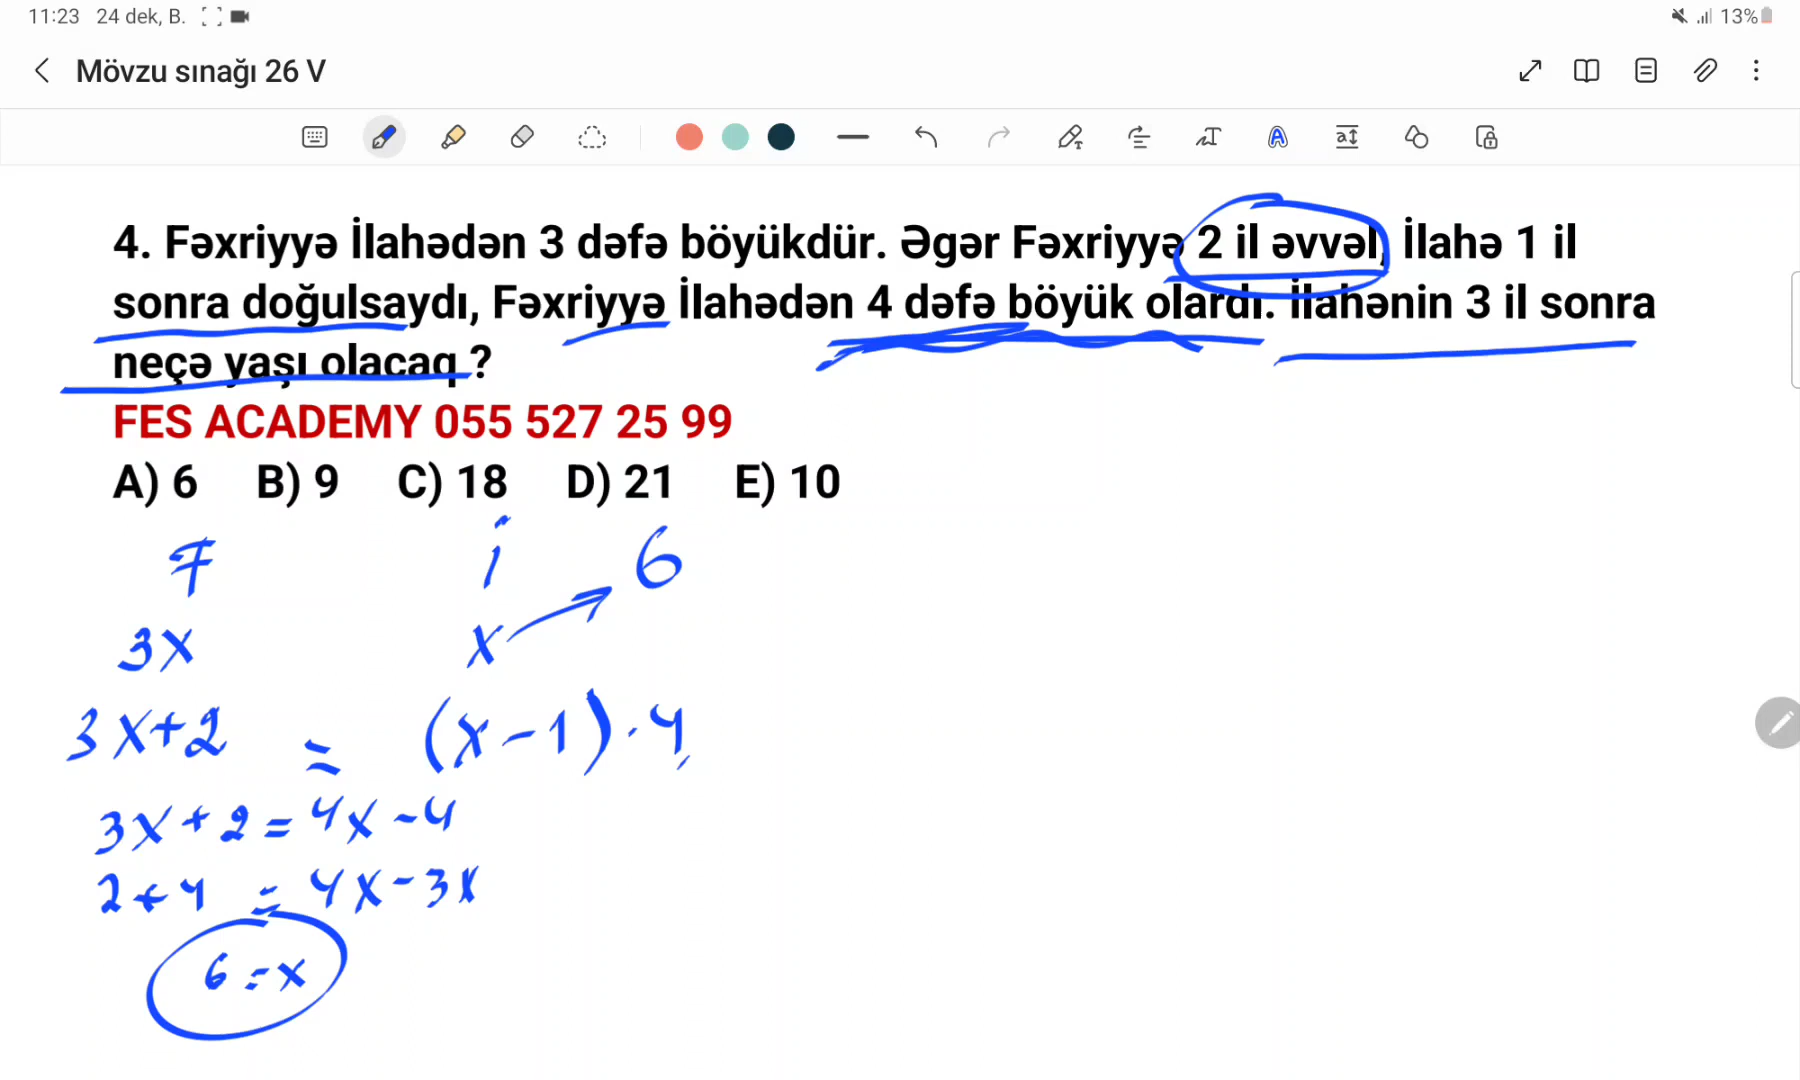 11:23 24 dek, B. 13%
Mövzu sınağı 26 V
4. Fəxriyyə İlahədən 3 dəfə böyükdür. Əgər Fəxriyyə 2 il əvvəl, İlahə 1 il
sonra doğulsaydı, Fəxriyyə İlahədən 4 dəfə böyük olardı. İlahənin 3 il sonra
neçə yaşı olacaq ?
FES ACADEMY 055 527 25 99
A) 6 B) 9 C) 18 D) 21 E) 10
F i 6
3x x
3x+2 = (x-1)·4
3x+2=4x-4
2+4 = 4x-3x
6=x